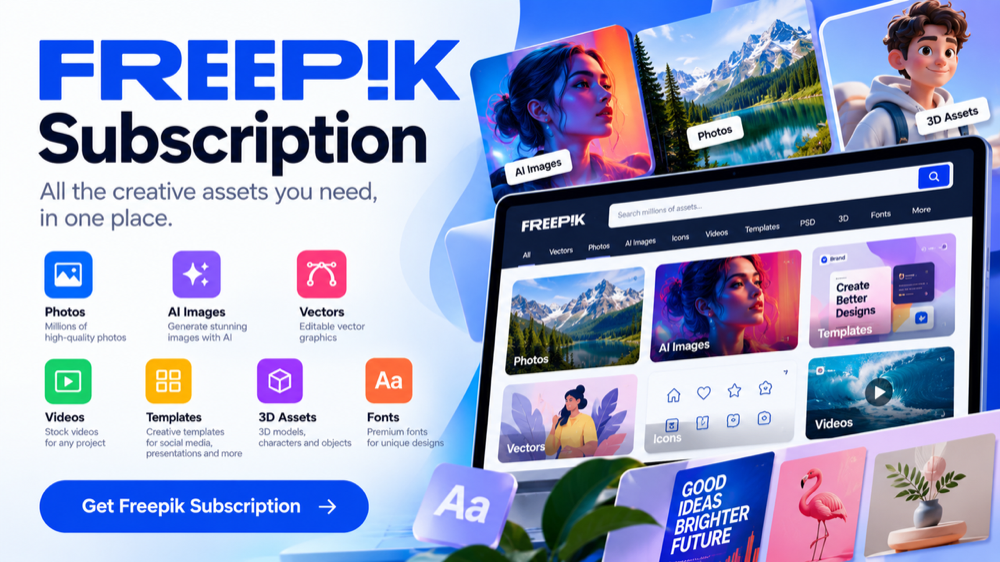 FREEP!K
Subscription
All the creative assets you need,
in one place.
Photos
Millions of
high-quality photos
AI Images
Generate stunning
images with AI
Vectors
Editable vector
graphics
Videos
Stock videos
for any project
Templates
Creative templates
for social media,
presentations and more
3D Assets
3D models,
characters and objects
Aa
Fonts
Premium fonts
for unique designs
Get Freepik Subscription
AI Images
Photos
3D Assets
FREEP!K
Search millions of assets...
All
Vectors
Photos
AI Images
Icons
Videos
Templates
PSD
3D
Fonts
More
Photos
AI Images
Brand
Create
Better
Designs
Templates
Vectors
Icons
Videos
Aa
GOOD
IDEAS
BRIGHTER
FUTURE